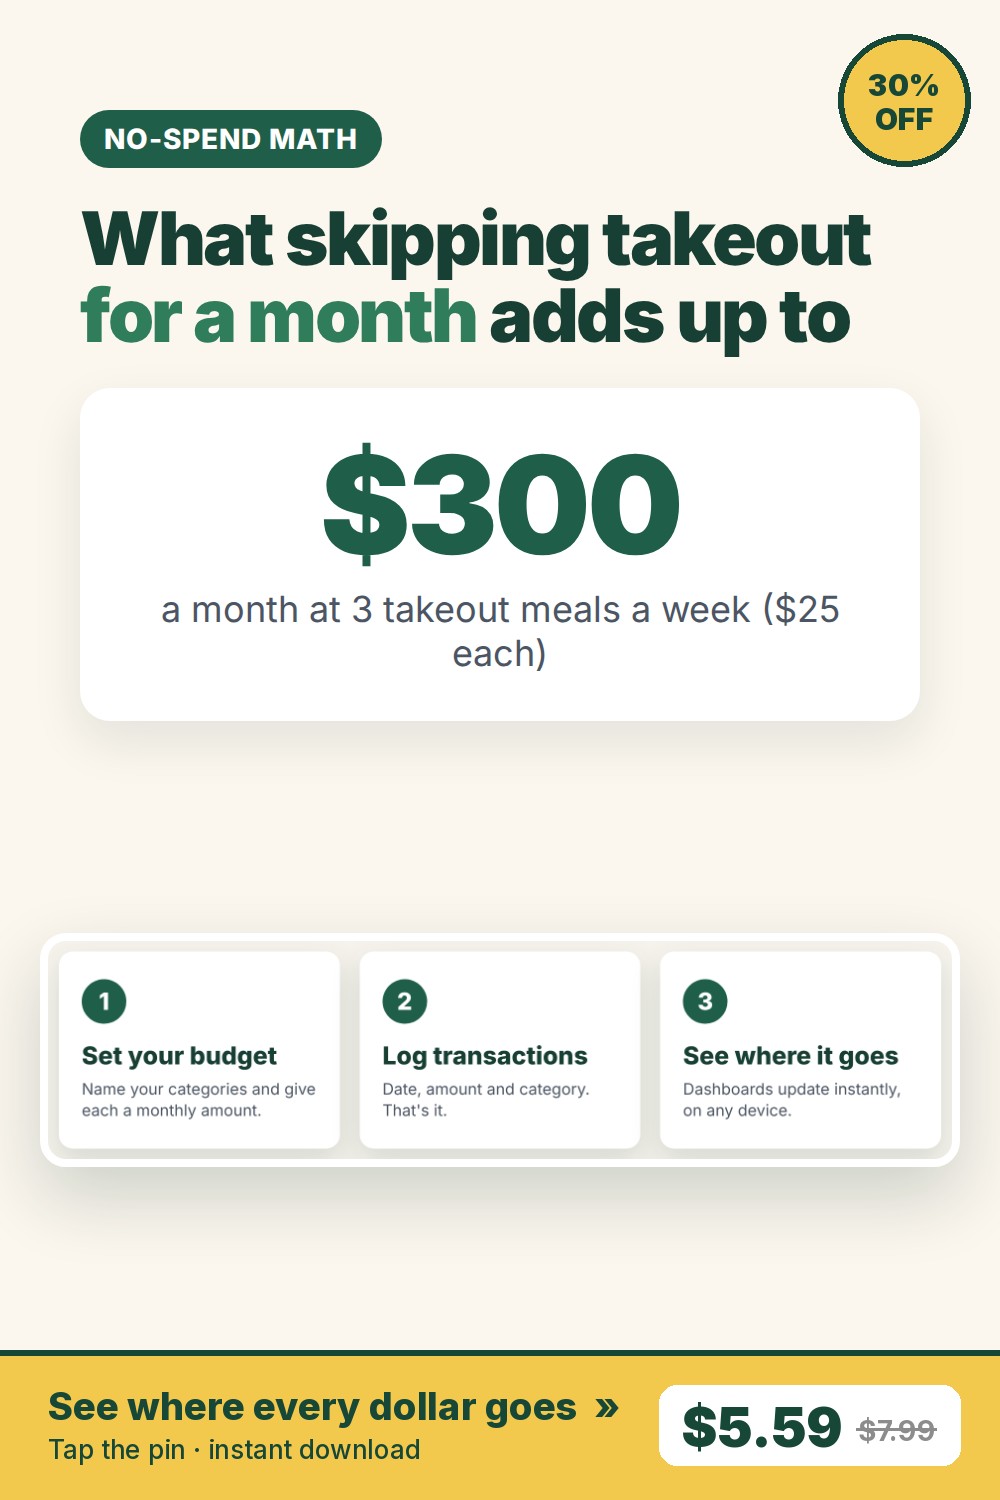 30%
OFF
NO-SPEND MATH
What skipping takeout
for a month adds up to
$300
a month at 3 takeout meals a week ($25
each)
1
Set your budget
Name your categories and give
each a monthly amount.
2
Log transactions
Date, amount and category.
That's it.
3
See where it goes
Dashboards update instantly,
on any device.
See where every dollar goes »
Tap the pin · instant download
$5.59 $7.99